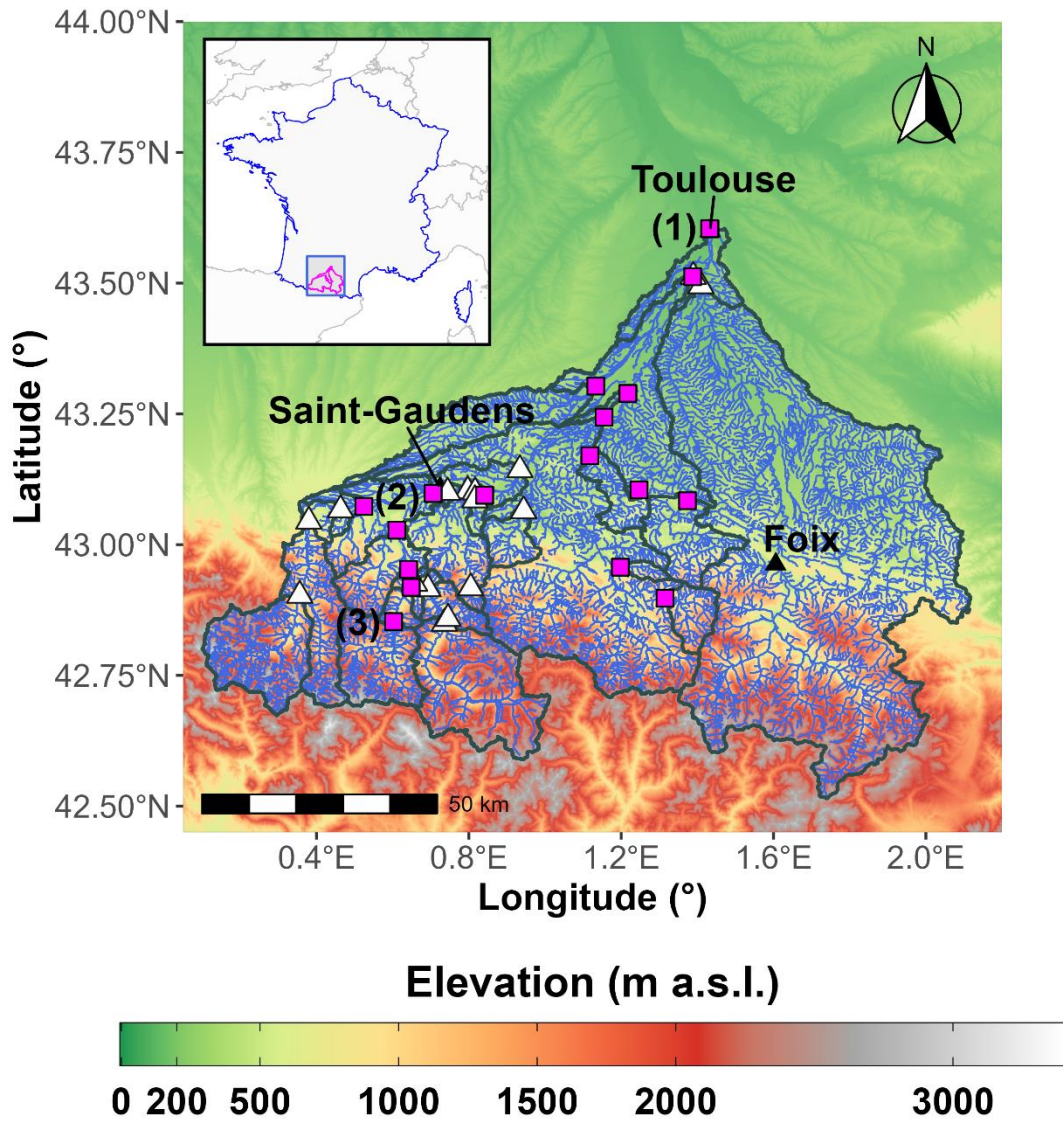 44.00°N
N
43.75°N
Toulouse
(1)
43.50°N
43.25°N
Saint-Gaudens
(2)
43.00°N
Foix
(3)
42.75°N
42.50°N
50 km
0.4°E 0.8°E 1.2°E 1.6°E 2.0°E
Latitude (°)
Longitude (°)
Elevation (m a.s.l.)
0 200 500 1000 1500 2000 3000